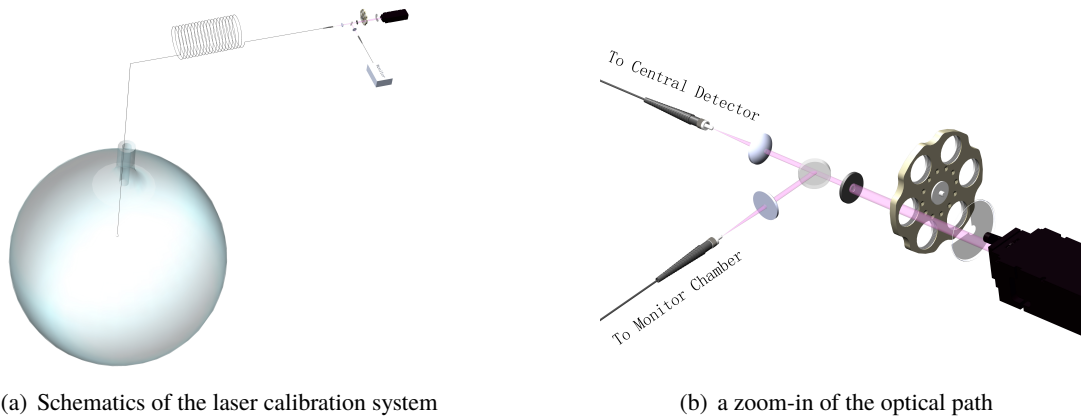 To Central Detector
To Monitor Chamber
(a) Schematics of the laser calibration system
(b) a zoom-in of the optical path